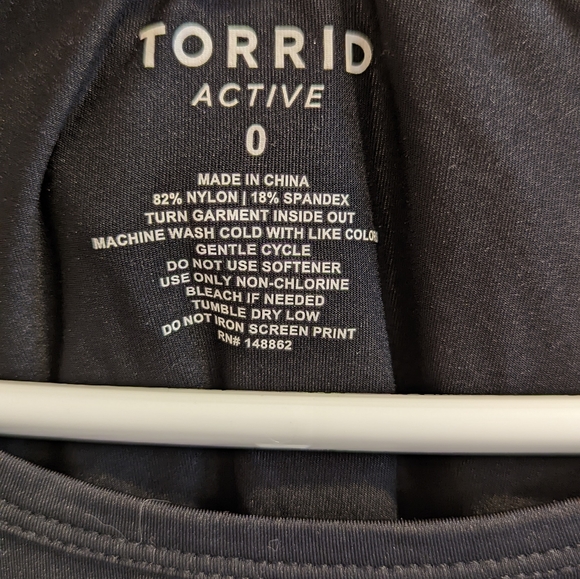 TORRID
ACTIVE
0
MADE IN CHINA
82% NYLON | 18% SPANDEX
TURN GARMENT INSIDE OUT
MACHINE WASH COLD WITH LIKE COLOR
GENTLE CYCLE
DO NOT USE SOFTENER
USE ONLY NON-CHLORINE
BLEACH IF NEEDED
TUMBLE DRY LOW
DO NOT IRON SCREEN PRINT
RN# 148862